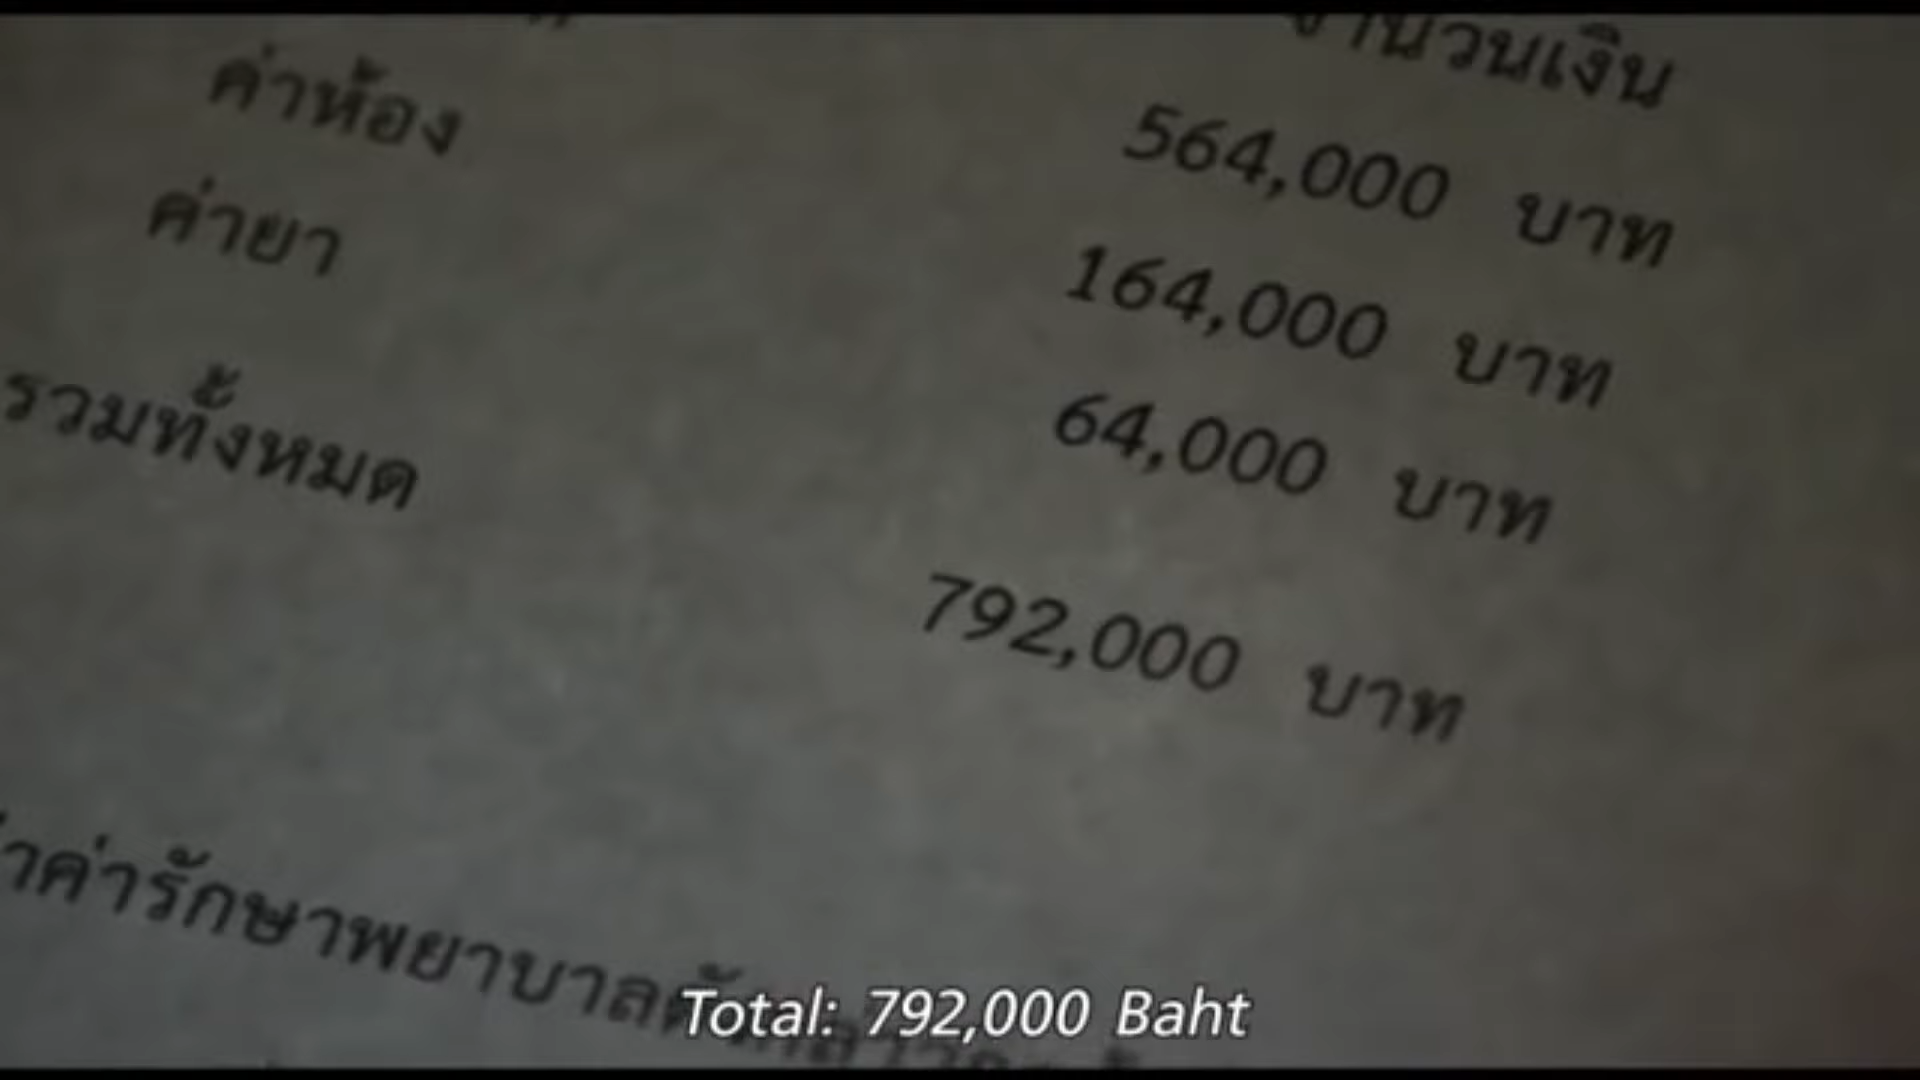 จำนวนเงิน
564,000 บาท
ค่าห้อง 164,000 บาท
ค่ายา 64,000 บาท
รวมทั้งหมด 792,000 บาท
ค่ารักษาพยาบาล
Total: 792,000 Baht